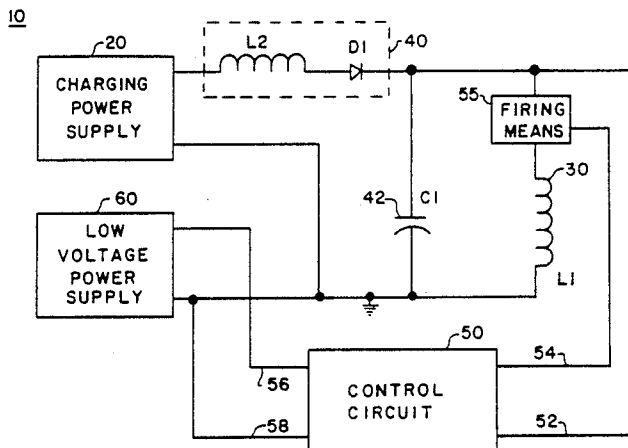 10
20
CHARGING
POWER
SUPPLY
L2
D1
40
55
FIRING
MEANS
30
42
C1
L1
60
LOW
VOLTAGE
POWER
SUPPLY
50
54
56
CONTROL
CIRCUIT
58
52